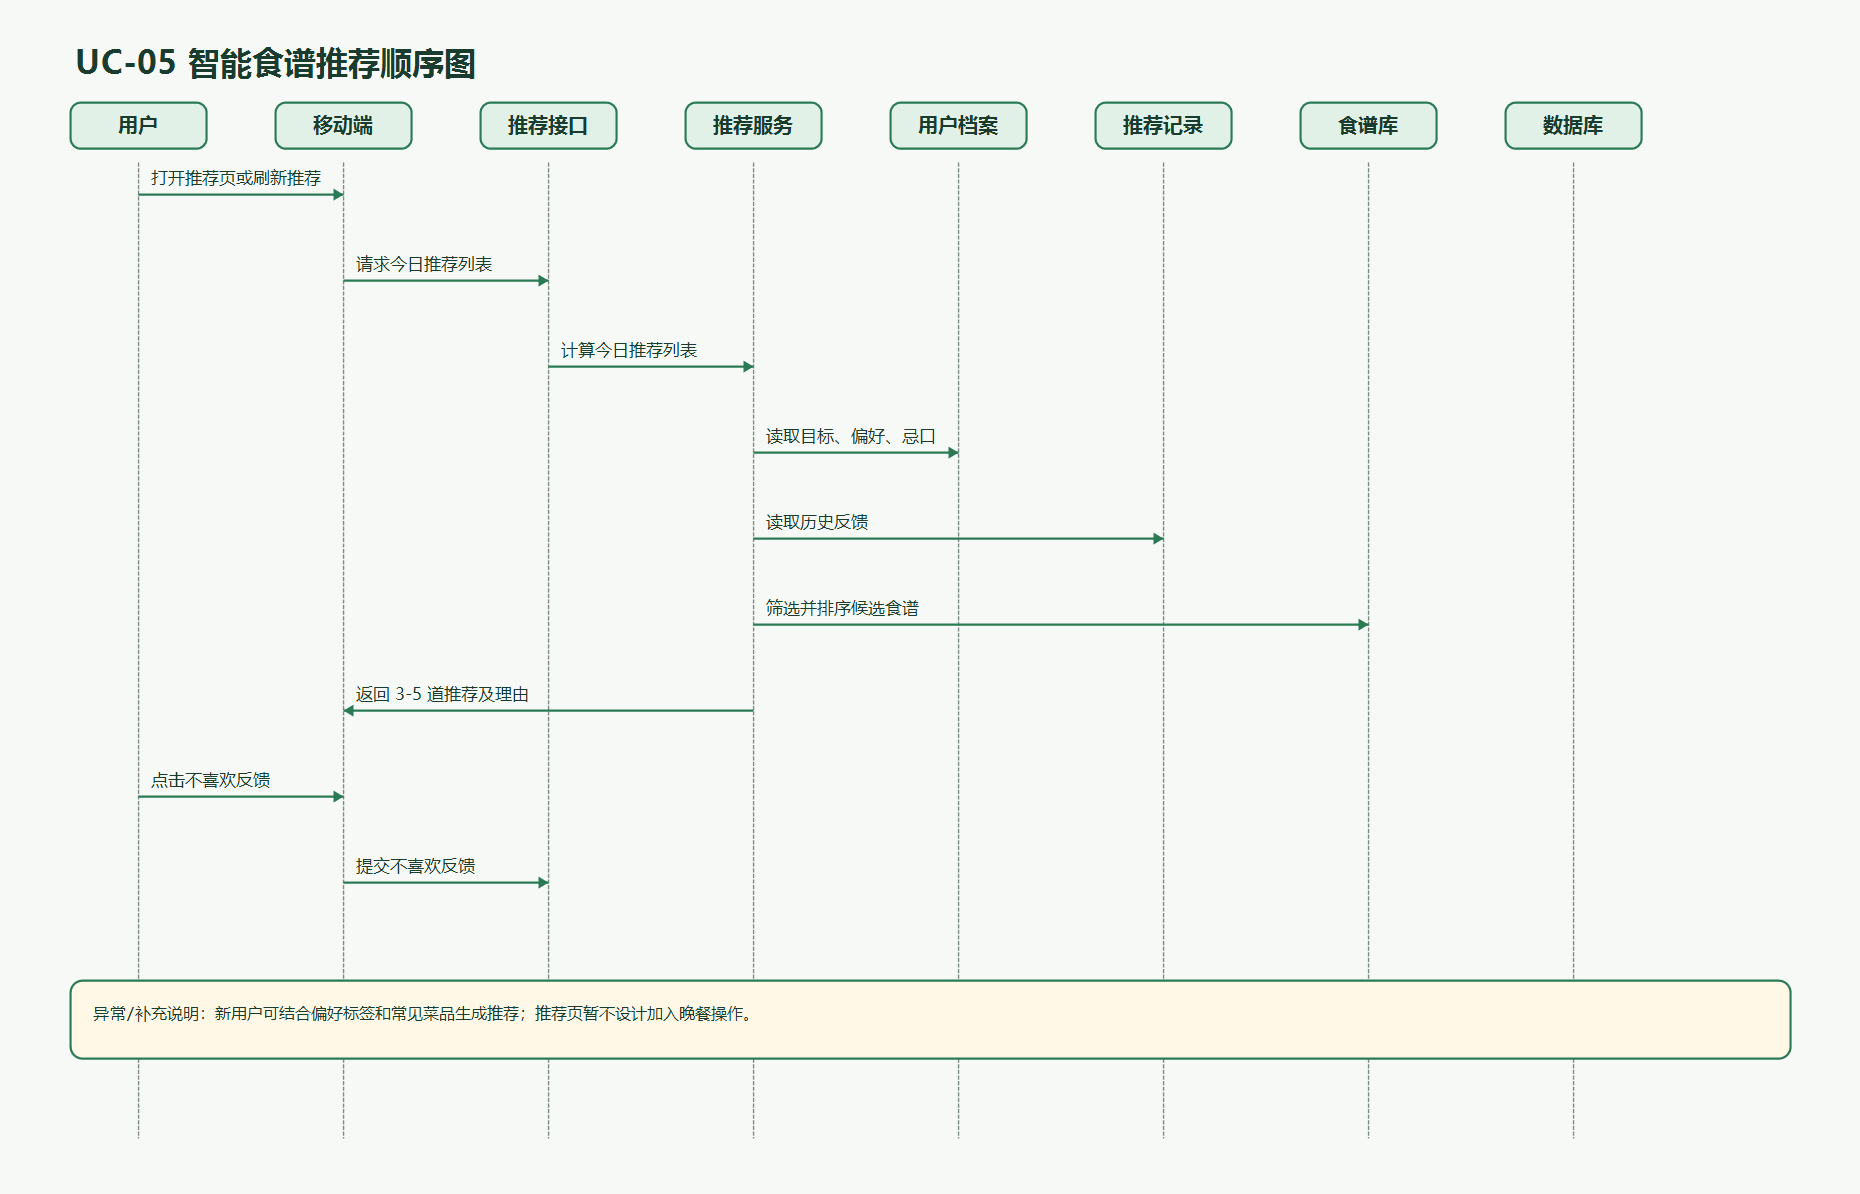 UC-05 智能食谱推荐顺序图
用户
移动端
推荐接口
推荐服务
用户档案
推荐记录
食谱库
数据库
打开推荐页或刷新推荐
请求今日推荐列表
计算今日推荐列表
读取目标、偏好、忌口
读取历史反馈
筛选并排序候选食谱
返回 3-5 道推荐及理由
点击不喜欢反馈
提交不喜欢反馈
异常/补充说明：新用户可结合偏好标签和常见菜品生成推荐；推荐页暂不设计加入晚餐操作。